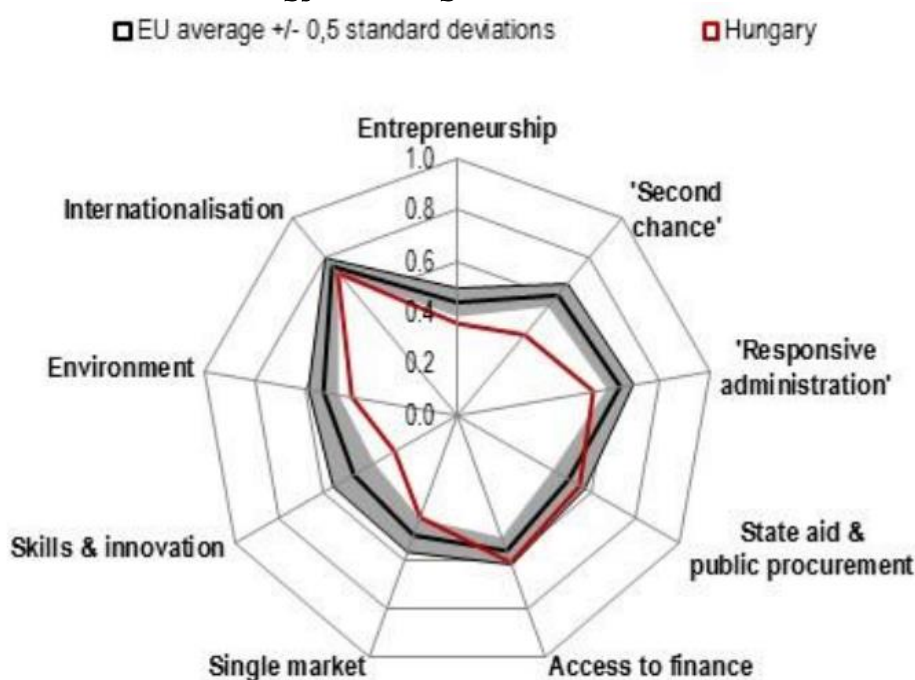 EU average +/- 0,5 standard deviations
Hungary
Entrepreneurship
1.0
0.8
0.6
0.4
0.2
0.0
'Second
chance'
'Responsive
administration'
State aid &
public procurement
Access to finance
Single market
Skills & innovation
Environment
Internationalisation